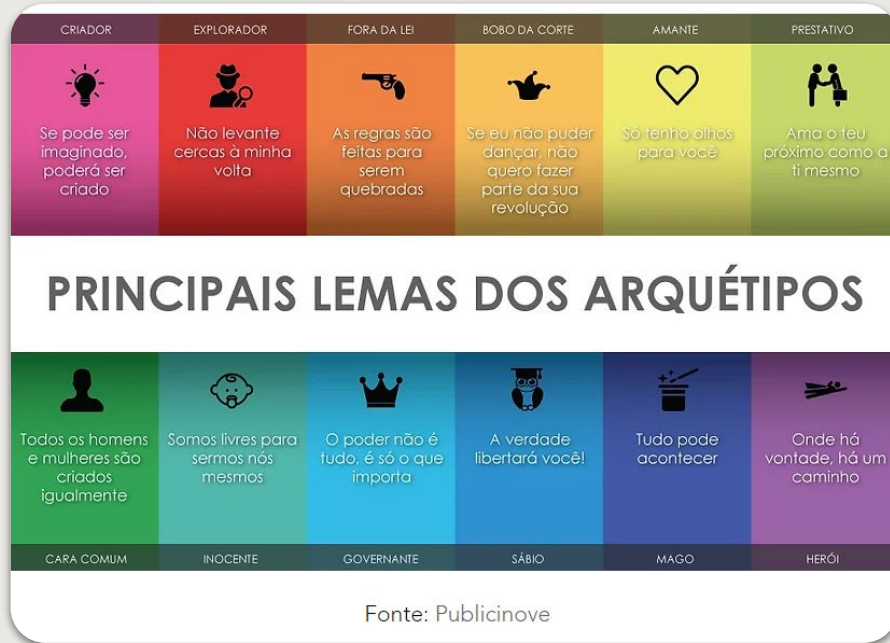 CRIADOR
EXPLORADOR
FORA DA LEI
BOBO DA CORTE
AMANTE
PRESTATIVO
Se pode ser
imaginado,
poderá ser
criado
Não levante
cercas à minha
volta
As regras são
feitas para
serem
quebradas
Se eu não puder
dançar, não
quero fazer
parte da sua
revolução
Só tenho olhos
para você
Ama o teu
próximo como a
ti mesmo
PRINCIPAIS LEMAS DOS ARQUÉTIPOS
Todos os homens
e mulheres são
criados
igualmente
Somos livres para
sermos nós
mesmos
O poder não é
tudo, é só o que
importa
A verdade
libertará você!
Tudo pode
acontecer
Onde há
vontade, há um
caminho
CARA COMUM
INOCENTE
GOVERNANTE
SÁBIO
MAGO
HERÓI
Fonte: Publicinove